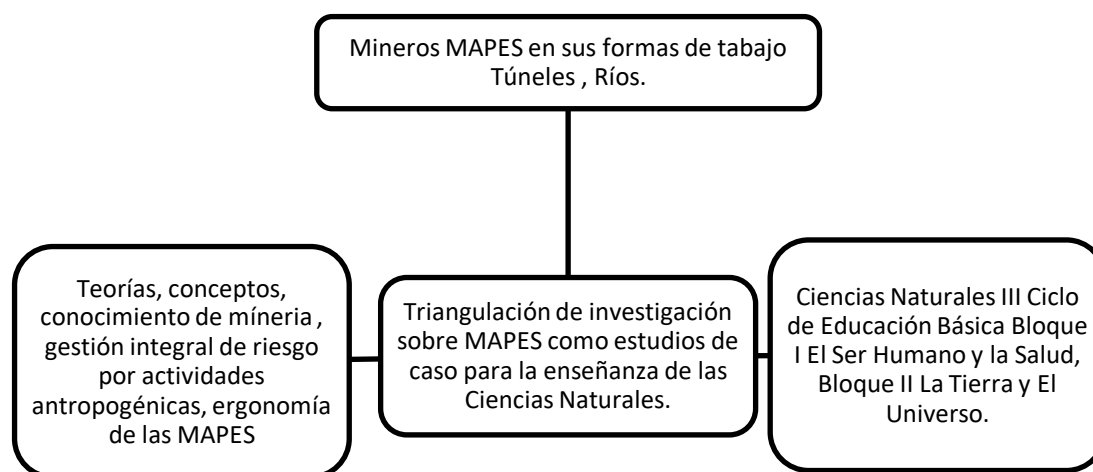 Mineros MAPES en sus formas de tabajo
Túneles , Ríos.
Teorías, conceptos,
conocimiento de míneria ,
gestión integral de riesgo
por actividades
antropogénicas, ergonomía
de las MAPES
Triangulación de investigación
sobre MAPES como estudios de
caso para la enseñanza de las
Ciencias Naturales.
Ciencias Naturales III Ciclo
de Educación Básica Bloque
I El Ser Humano y la Salud,
Bloque II La Tierra y El
Universo.